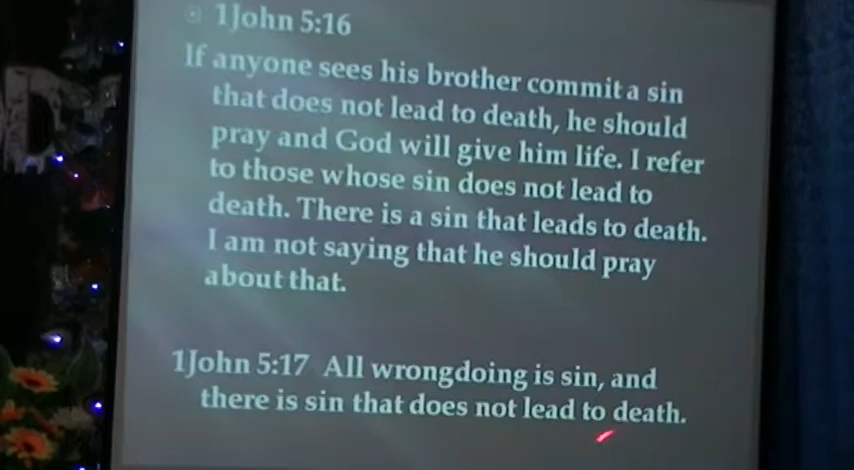 1John 5:16
If anyone sees his brother commit a sin
that does not lead to death, he should
pray and God will give him life. I refer
to those whose sin does not lead to
death. There is a sin that leads to death.
I am not saying that he should pray
about that.
1John 5:17 All wrongdoing is sin, and
there is sin that does not lead to death.